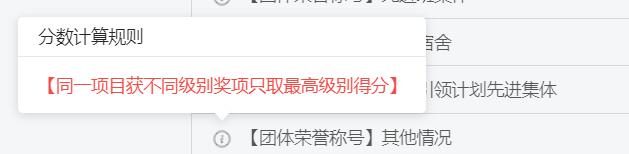 分数计算规则
【同一项目获不同级别奖项只取最高级别得分】
宿舍
引领计划先进集体
【团体荣誉称号】其他情况